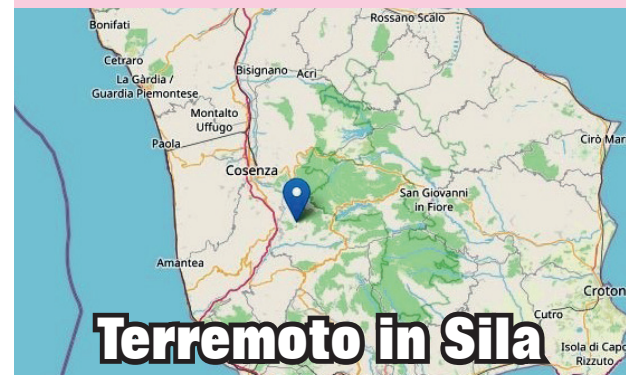 Rossano Scalo
Bonifati
Cetraro
La Gàrdia /
Guardia Piemontese
Bisignano
Acri
Montalto
Uffugo
Paola
Cirò Mar
Cosenza
San Giovanni
in Fiore
Amantea
Croton
Cutro
Isola di Capo
Rizzuto
Terremoto in Sila